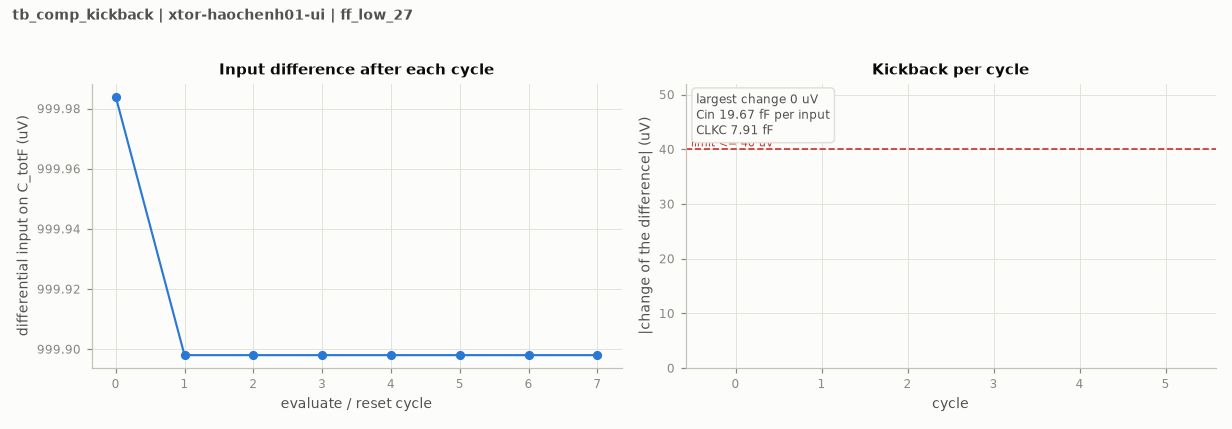 tb_comp_kickback | xtor-haochenh01-ui | ff_low_27
Input difference after each cycle
differential input on C_totF (uV)
999.98
999.96
999.94
999.92
999.90
0 1 2 3 4 5 6 7
evaluate / reset cycle
Kickback per cycle
|change of the difference| (uV)
50
40
30
20
10
0
largest change 0 uV
Cin 19.67 fF per input
CLKC 7.91 fF
0 1 2 3 4 5
cycle